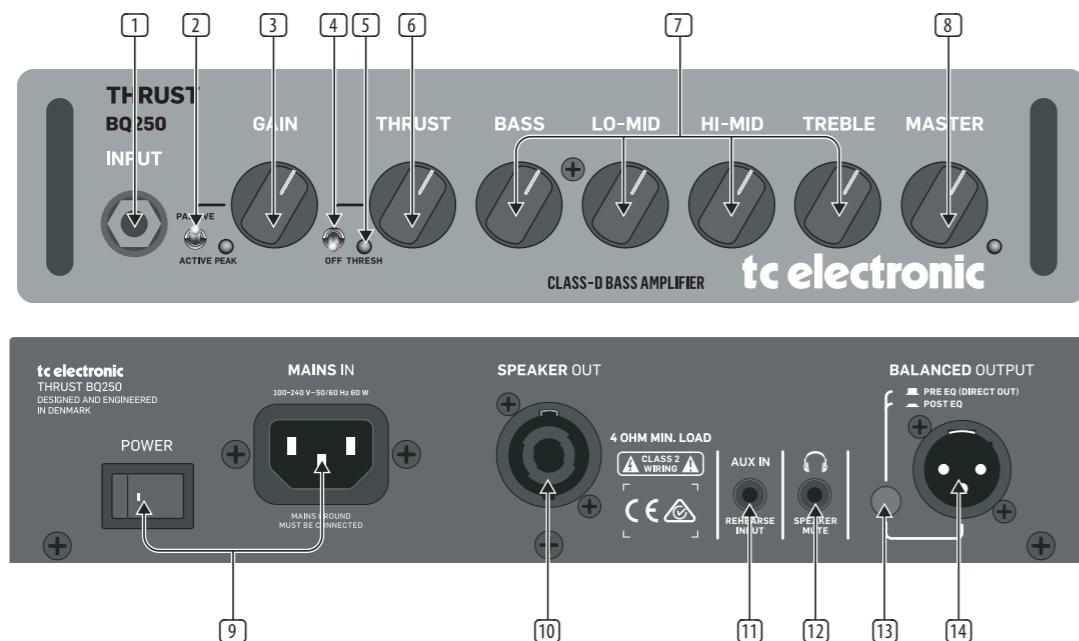 1 2 3 4 5 6 7 8
THRUST
BQ250
INPUT
GAIN THRUST BASS LO-MID HI-MID TREBLE MASTER
PASSIVE
ACTIVE PEAK
OFF THRESH
CLASS-D BASS AMPLIFIER
tc electronic
tc electronic
THRUST BQ250
DESIGNED AND ENGINEERED
IN DENMARK
POWER
MAINS IN
100-240 V~50/60 Hz 60 W
MAINS GROUND
MUST BE CONNECTED
SPEAKER OUT
4 OHM MIN. LOAD
CLASS 2
WIRING
CE
AUX IN
REHEARSE
INPUT
SPEAKER
MUTE
BALANCED OUTPUT
PRE EQ (DIRECT OUT)
POST EQ
9 10 11 12 13 14